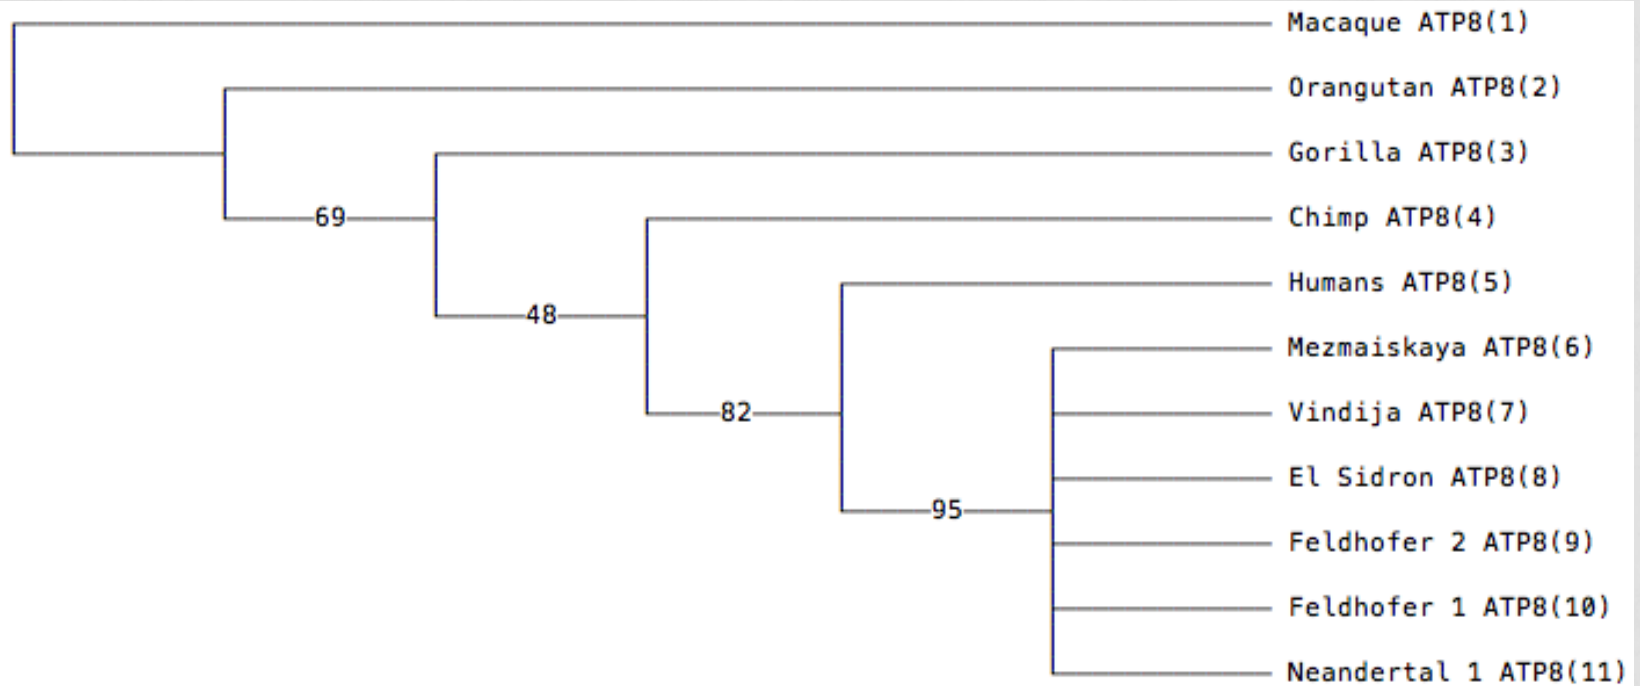 Macaque ATP8(1)
Orangutan ATP8(2)
Gorilla ATP8(3)
69
Chimp ATP8(4)
Humans ATP8(5)
48
Mezmaiskaya ATP8(6)
82
Vindija ATP8(7)
El Sidron ATP8(8)
95
Feldhofer 2 ATP8(9)
Feldhofer 1 ATP8(10)
Neandertal 1 ATP8(11)